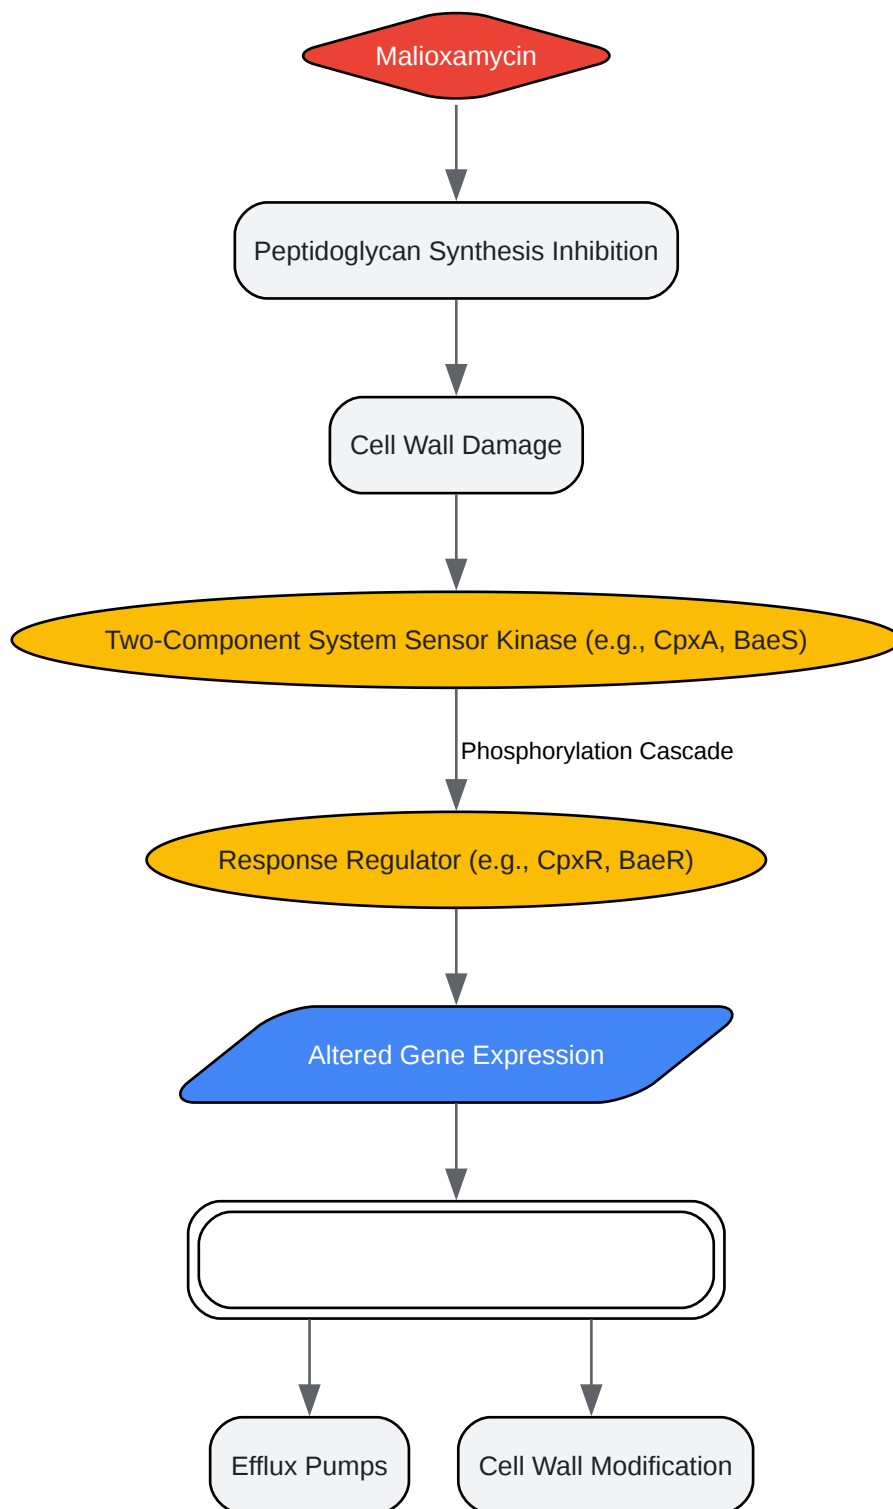 Malioxamycin
Peptidoglycan Synthesis Inhibition
Cell Wall Damage
Two-Component System Sensor Kinase (e.g., CpxA, BaeS)
Phosphorylation Cascade
Response Regulator (e.g., CpxR, BaeR)
Altered Gene Expression
Efflux Pumps
Cell Wall Modification